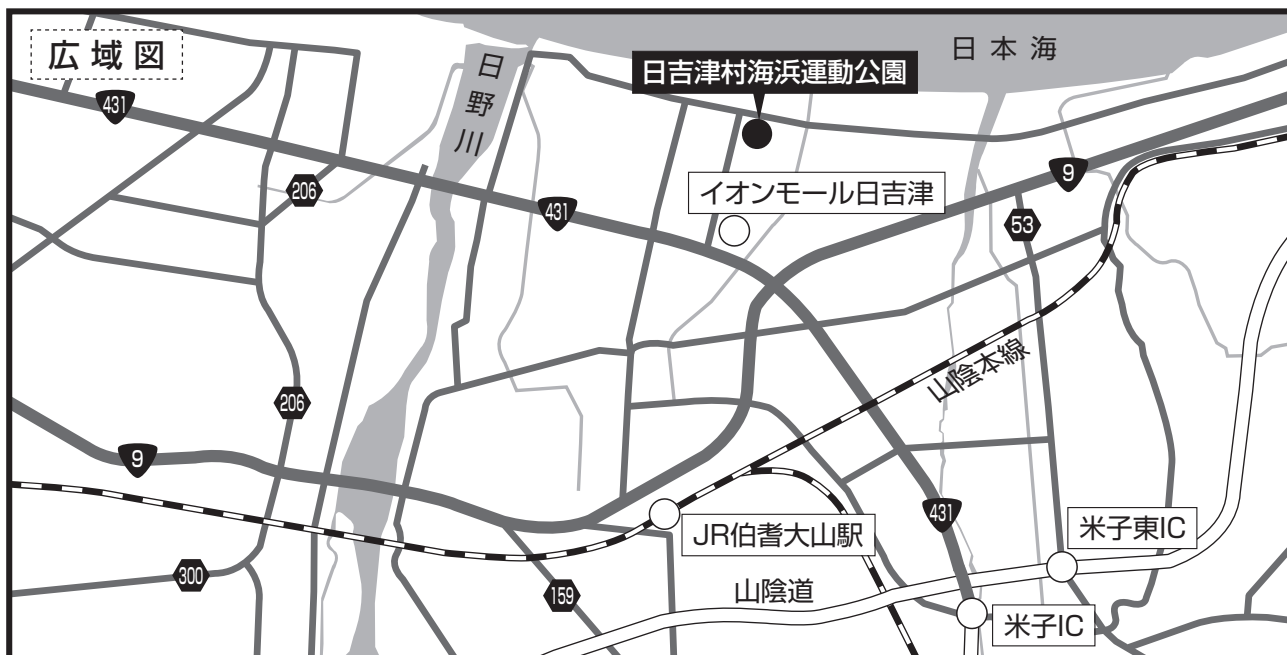 広域図
日野川
日本海
日吉津村海浜運動公園
431
206
イオンモール日吉津
9
431
53
山陰本線
206
9
431
JR伯耆大山駅
米子東IC
300
159
山陰道
米子IC